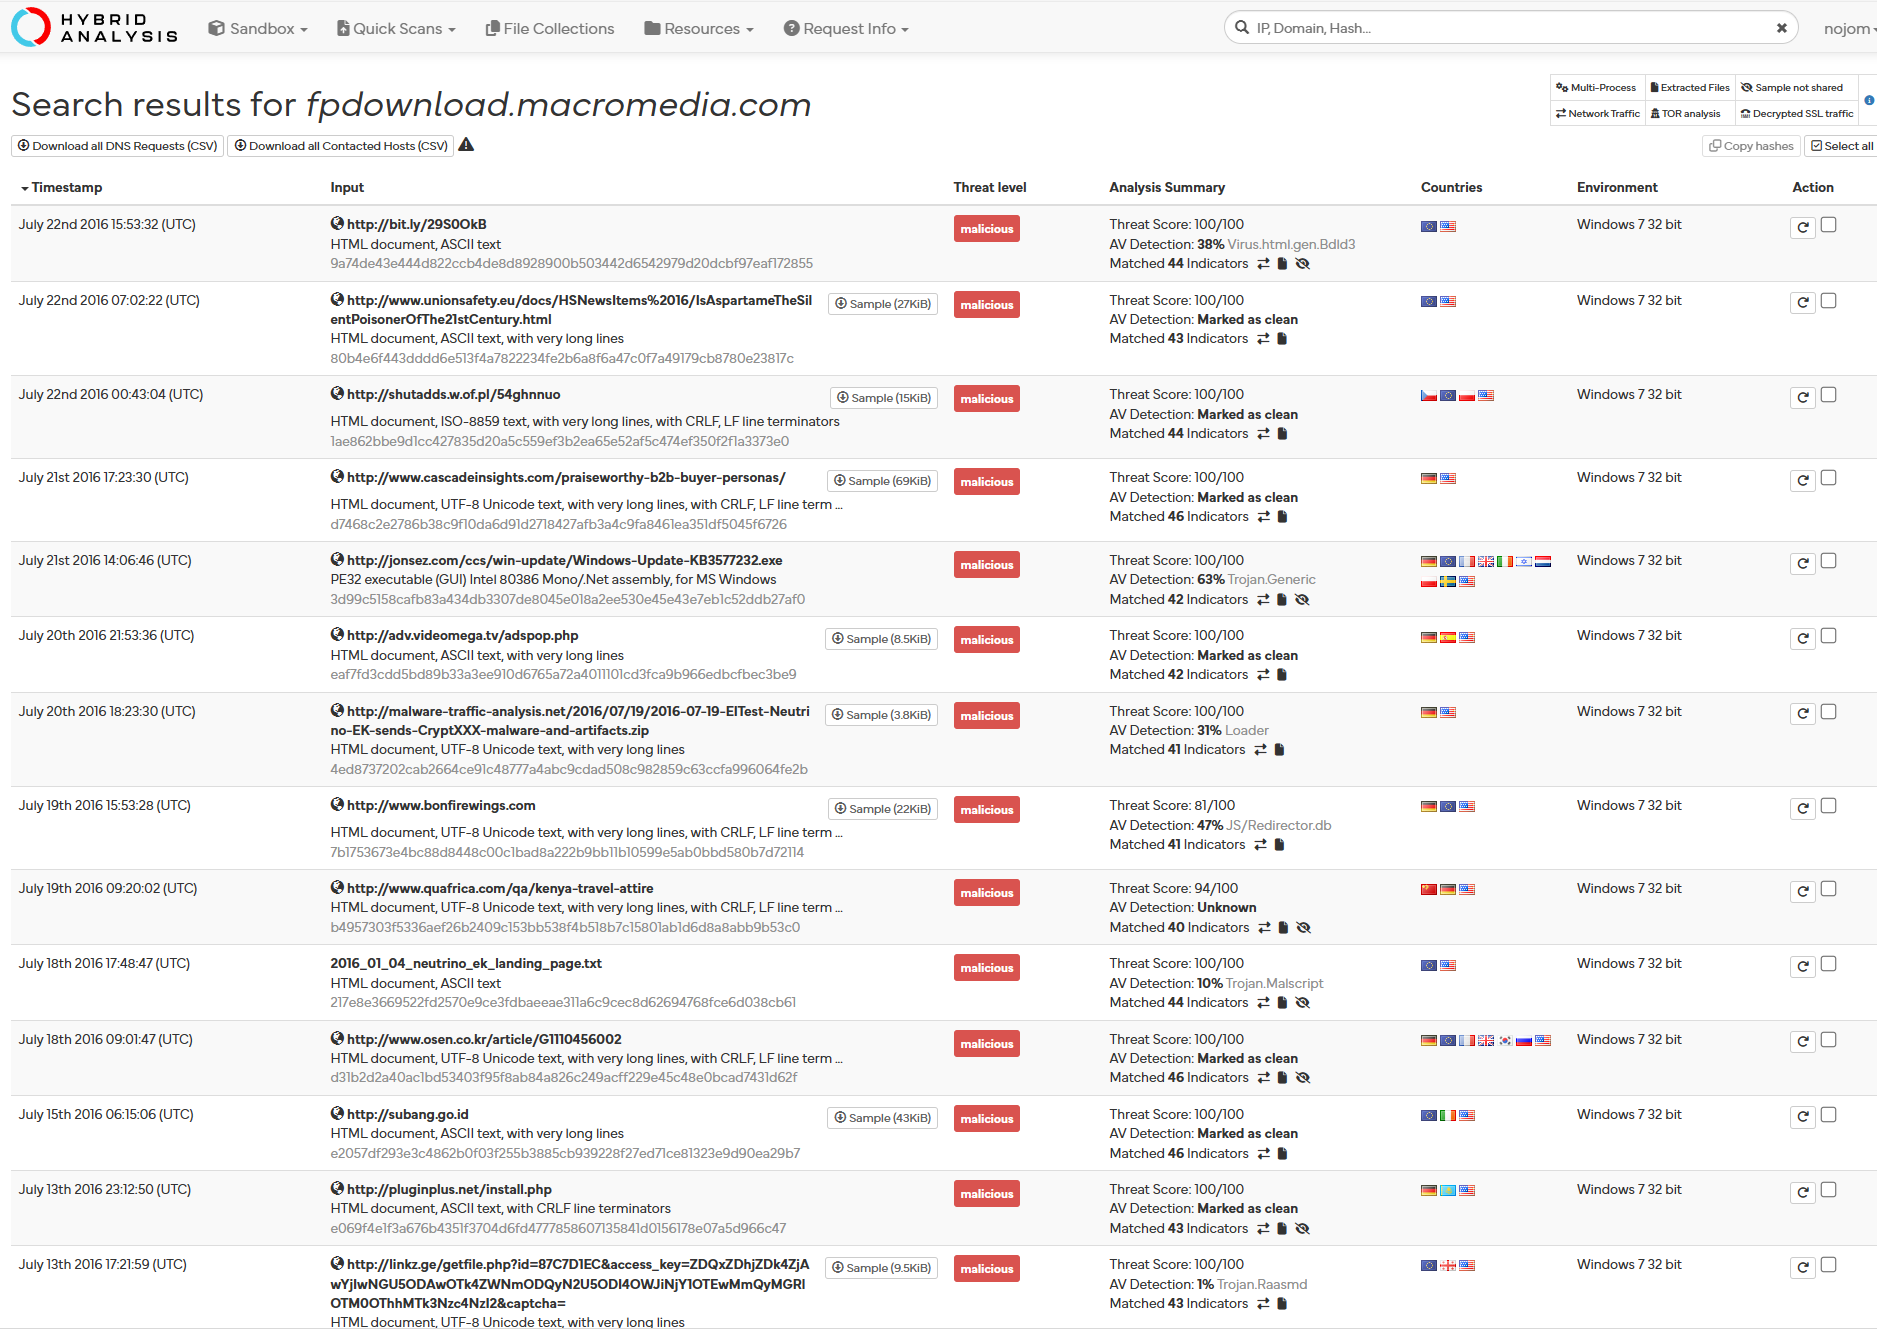 HYBRID
ANALYSIS
Sandbox
Quick Scans
File Collections
Resources
Request Info
IP, Domain, Hash...
nojom
Search results for fpdownload.macromedia.com
Multi-Process
Extracted Files
Sample not shared
Network Traffic
TOR analysis
Decrypted SSL traffic
Download all DNS Requests (CSV)
Download all Contacted Hosts (CSV)
Copy hashes
Select all
Timestamp Input Threat level Analysis Summary Countries Environment Action
July 22nd 2016 15:53:32 (UTC)
http://bit.ly/29S0OkB
HTML document, ASCII text
9a74de43e444d822ccb4de8d8928900b503442d6542979d20dcbf97eaf172855
malicious
Threat Score: 100/100
AV Detection: 38% Virus.html.gen.Bdld3
Matched 44 Indicators
Windows 7 32 bit
July 22nd 2016 07:02:22 (UTC)
http://www.unionsafety.eu/docs/HSNewsItems%2016/IsAspartameTheSil
entPoisonerOfThe21stCentury.html
HTML document, ASCII text, with very long lines
80b4e6f443dddd6e513f4a7822234fe2b6a8f6a47c0f7a49179cb8780e23817c
Sample (27KiB)
malicious
Threat Score: 100/100
AV Detection: Marked as clean
Matched 43 Indicators
Windows 7 32 bit
July 22nd 2016 00:43:04 (UTC)
http://shutadds.w.of.pl/54ghnnuo
HTML document, ISO-8859 text, with very long lines, with CRLF, LF line terminators
1ae862bbe9d1cc427835d20a5c559ef3b2ea65e52af5c474ef350f2f1a3373e0
Sample (15KiB)
malicious
Threat Score: 100/100
AV Detection: Marked as clean
Matched 44 Indicators
Windows 7 32 bit
July 21st 2016 17:23:30 (UTC)
http://www.cascadeinsights.com/praiseworthy-b2b-buyer-personas/
HTML document, UTF-8 Unicode text, with very long lines, with CRLF, LF line term ...
d7468c2e2786b38c9f10da6d91d2718427afb3a4c9fa8461ea351df5045f6726
Sample (69KiB)
malicious
Threat Score: 100/100
AV Detection: Marked as clean
Matched 46 Indicators
Windows 7 32 bit
July 21st 2016 14:06:46 (UTC)
http://jonsez.com/ccs/win-update/Windows-Update-KB3577232.exe
PE32 executable (GUI) Intel 80386 Mono/.Net assembly, for MS Windows
3d99c5158cafb83a434db3307de8045e018a2ee530e45e43e7eb1c52ddb27af0
malicious
Threat Score: 100/100
AV Detection: 63% Trojan.Generic
Matched 42 Indicators
Windows 7 32 bit
July 20th 2016 21:53:36 (UTC)
http://adv.videomega.tv/adspop.php
HTML document, ASCII text, with very long lines
eaf7fd3cdd5bd89b33a3ee910d6765a72a4011101cd3fca9b966edbcfbec3be9
Sample (8.5KiB)
malicious
Threat Score: 100/100
AV Detection: Marked as clean
Matched 42 Indicators
Windows 7 32 bit
July 20th 2016 18:23:30 (UTC)
http://malware-traffic-analysis.net/2016/07/19/2016-07-19-EITest-Neutri
no-EK-sends-CryptXXX-malware-and-artifacts.zip
HTML document, UTF-8 Unicode text, with very long lines
4ed8737202cab2664ce91c48777a4abc9cdad508c982859c63ccfa996064fe2b
Sample (3.8KiB)
malicious
Threat Score: 100/100
AV Detection: 31% Loader
Matched 41 Indicators
Windows 7 32 bit
July 19th 2016 15:53:28 (UTC)
http://www.bonfirewings.com
HTML document, UTF-8 Unicode text, with very long lines, with CRLF, LF line term ...
7b1753673e4bc88d8448c00c1bad8a222b9bb11b10599e5ab0bbd580b7d72114
Sample (22KiB)
malicious
Threat Score: 81/100
AV Detection: 47% JS/Redirector.db
Matched 41 Indicators
Windows 7 32 bit
July 19th 2016 09:20:02 (UTC)
http://www.quafrica.com/qa/kenya-travel-attire
HTML document, UTF-8 Unicode text, with very long lines, with CRLF, LF line term ...
b4957303f5336aef26b2409c153bb538f4b518b7c15801ab1d6d8a8abb9b53c0
malicious
Threat Score: 94/100
AV Detection: Unknown
Matched 40 Indicators
Windows 7 32 bit
July 18th 2016 17:48:47 (UTC)
2016_01_04_neutrino_ek_landing_page.txt
HTML document, ASCII text
217e8e3669522fd2570e9ce3fdbaeeae311a6c9cec8d62694768fce6d038cb61
malicious
Threat Score: 100/100
AV Detection: 10% Trojan.Malscript
Matched 44 Indicators
Windows 7 32 bit
July 18th 2016 09:01:47 (UTC)
http://www.osen.co.kr/article/G1110456002
HTML document, UTF-8 Unicode text, with very long lines, with CRLF, LF line term ...
d31b2d2a40ac1bd53403f95f8ab84a826c249acff229e45c48e0bcad7431d62f
malicious
Threat Score: 100/100
AV Detection: Marked as clean
Matched 46 Indicators
Windows 7 32 bit
July 15th 2016 06:15:06 (UTC)
http://subang.go.id
HTML document, ASCII text, with very long lines
e2057df293e3c4862b0f03f255b3885cb939228f27ed71ce81323e9d90ea29b7
Sample (43KiB)
malicious
Threat Score: 100/100
AV Detection: Marked as clean
Matched 46 Indicators
Windows 7 32 bit
July 13th 2016 23:12:50 (UTC)
http://pluginplus.net/install.php
HTML document, ASCII text, with CRLF line terminators
e069f4e1f3a676b4351f3704d6fd4777858607135841d0156178e07a5d966c47
malicious
Threat Score: 100/100
AV Detection: Marked as clean
Matched 43 Indicators
Windows 7 32 bit
July 13th 2016 17:21:59 (UTC)
http://linkz.ge/getfile.php?id=87C7D1EC&access_key=ZDQxZDhjZDk4ZjA
wYjIwNGU5ODAwOTk4ZWNmODQyN2U5ODI4OWJiNjY1OTEwMmQyMGRl
OTM0OThhMTk3Nzc4NzI2&captcha=
HTML document, UTF-8 Unicode text, with very long lines
Sample (9.5KiB)
malicious
Threat Score: 100/100
AV Detection: 1% Trojan.Raasmd
Matched 43 Indicators
Windows 7 32 bit